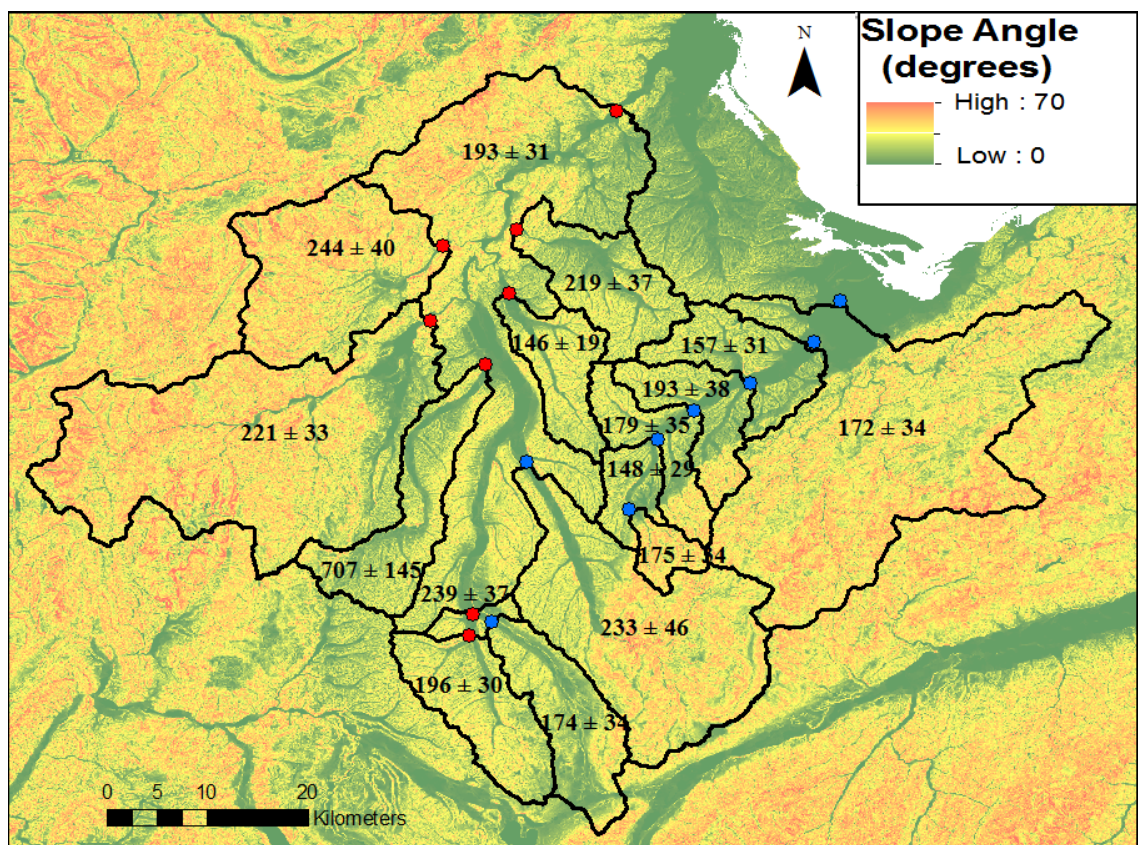 Slope Angle
(degrees)
High : 70
Low : 0
N
193 ± 31
244 ± 40
219 ± 37
146 ± 19
157 ± 31
193 ± 38
179 ± 35
172 ± 34
221 ± 33
148 ± 29
175 ± 34
707 ± 145
239 ± 37
233 ± 46
196 ± 30
174 ± 34
0 5 10 20
Kilometers